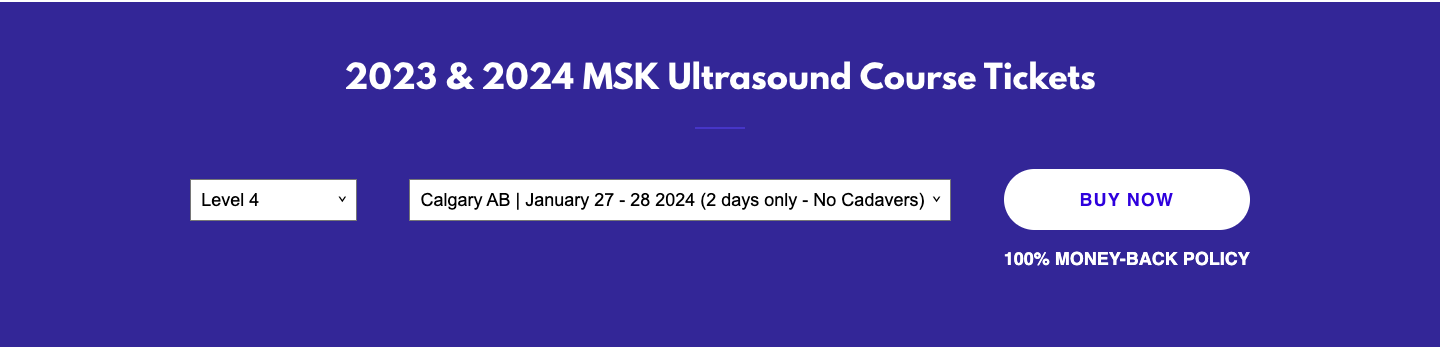 2023 & 2024 MSK Ultrasound Course Tickets
Level 4
Calgary AB | January 27 - 28 2024 (2 days only - No Cadavers)
BUY NOW
100% MONEY-BACK POLICY